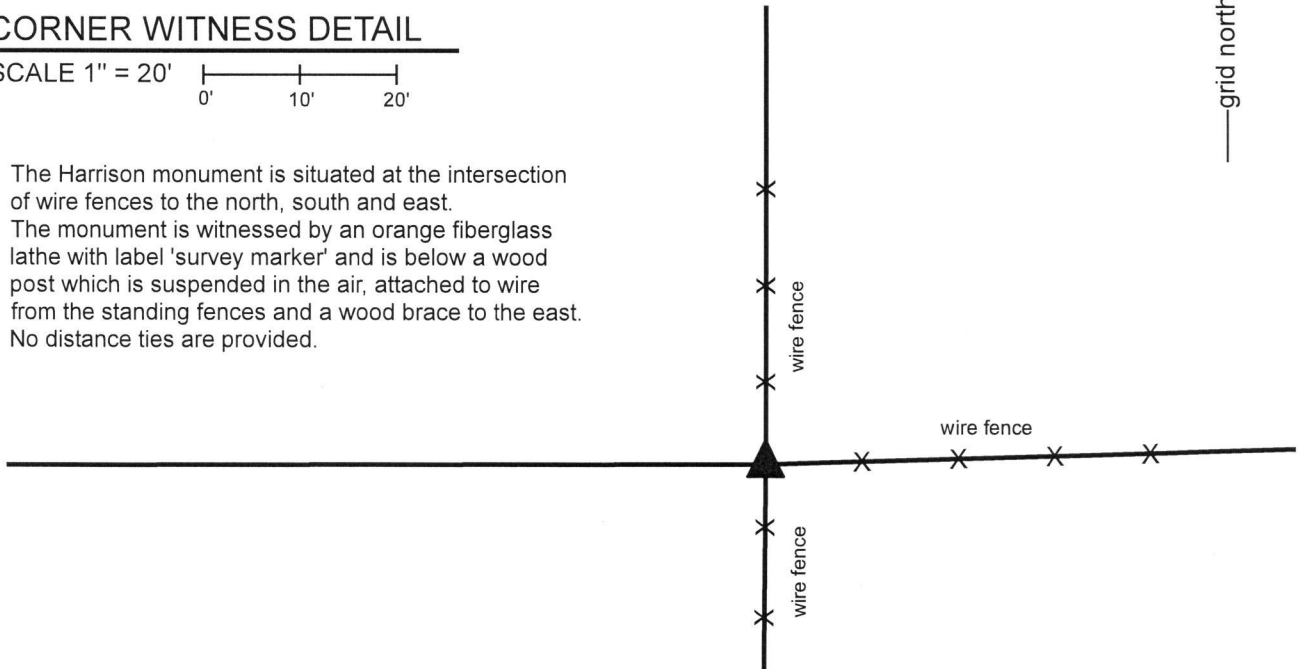 CORNER WITNESS DETAIL
SCALE 1" = 20'
0' 10' 20'
grid north
The Harrison monument is situated at the intersection
of wire fences to the north, south and east.
The monument is witnessed by an orange fiberglass
lathe with label 'survey marker' and is below a wood
post which is suspended in the air, attached to wire
from the standing fences and a wood brace to the east.
No distance ties are provided.
wire fence
wire fence
wire fence